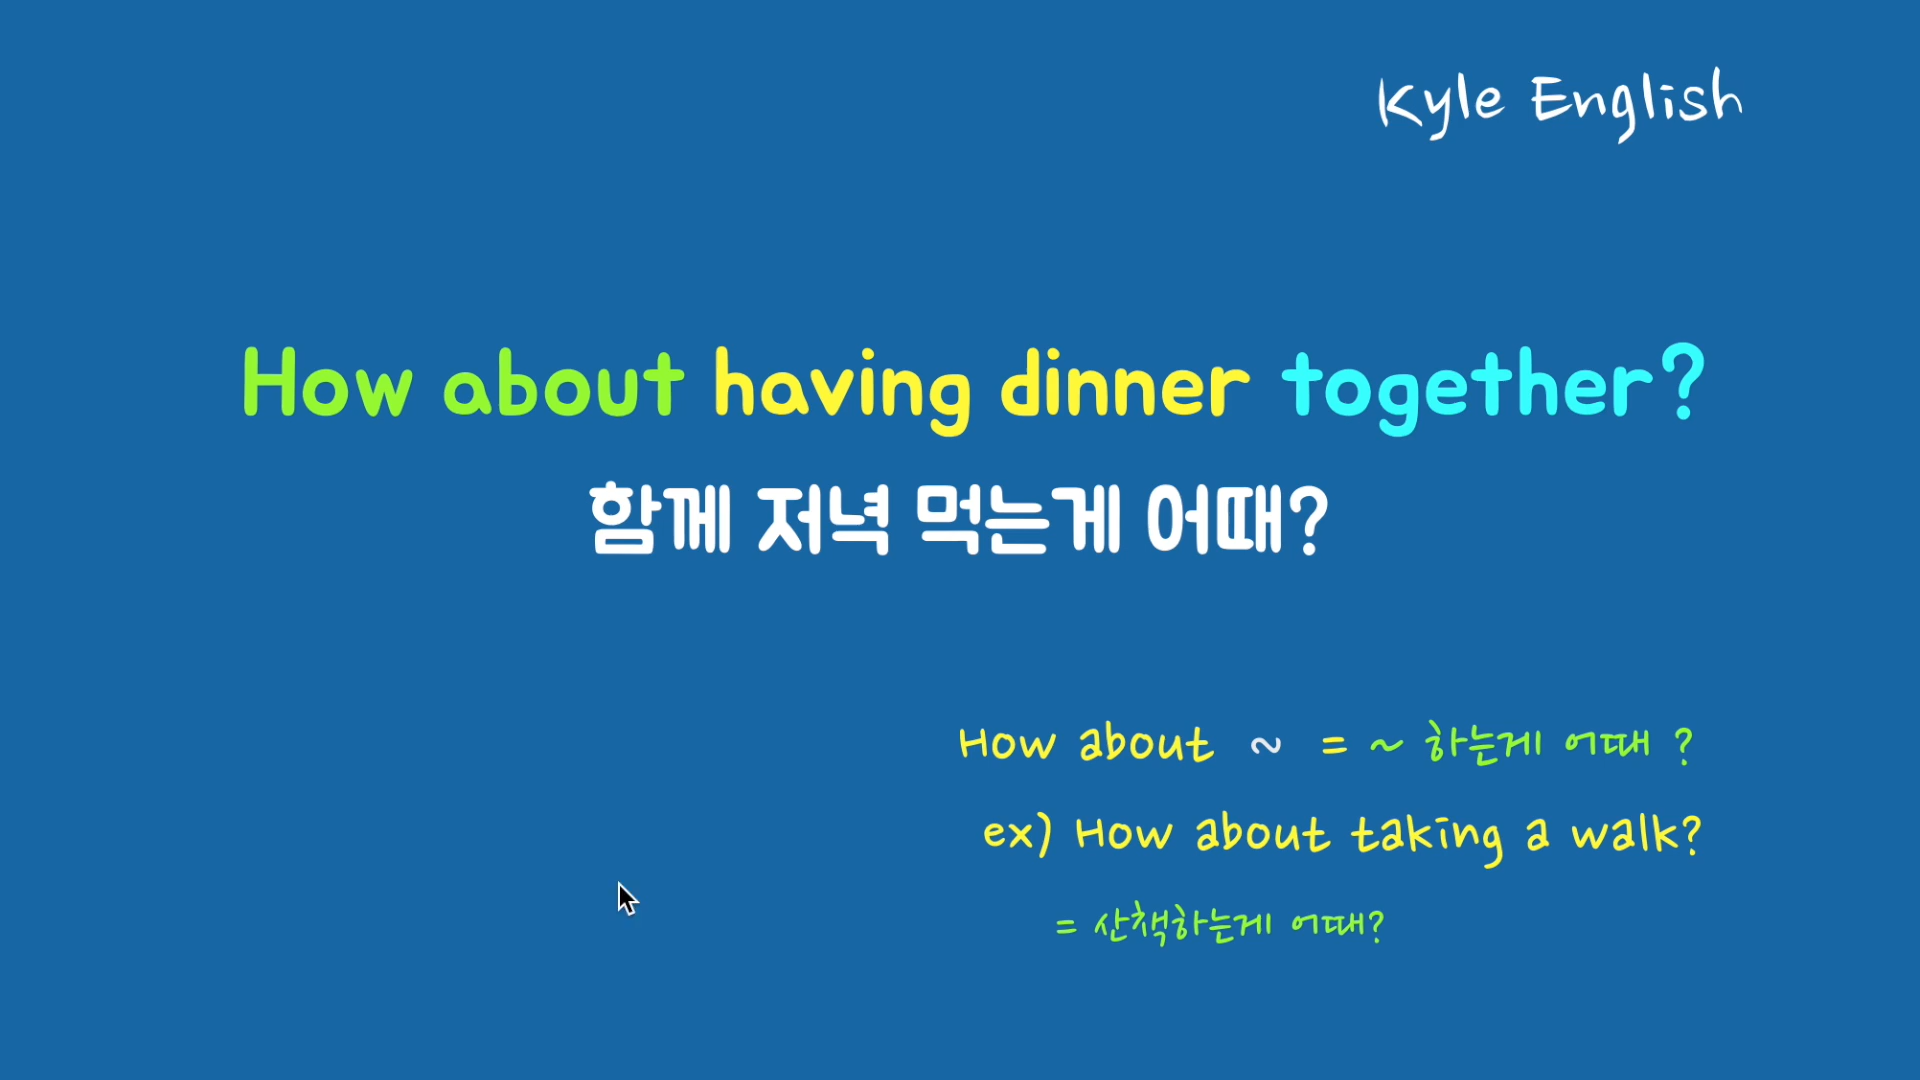 Kyle English
How about having dinner together?
함께 저녁 먹는게 어때?
How about ~ = ~ 하는게 어때 ?
ex) How about taking a walk?
= 산책하는게 어때?